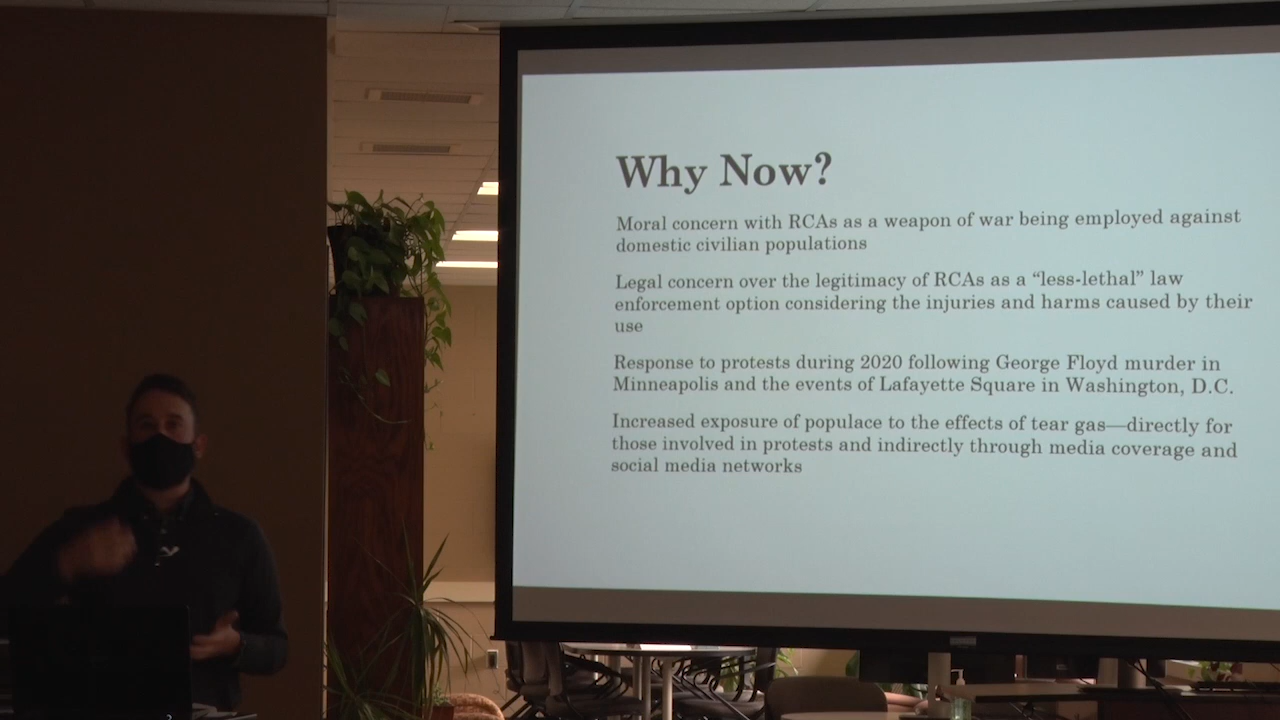 Why Now?
Moral concern with RCAs as a weapon of war being employed against
domestic civilian populations
Legal concern over the legitimacy of RCAs as a “less-lethal” law
enforcement option considering the injuries and harms caused by their
use
Response to protests during 2020 following George Floyd murder in
Minneapolis and the events of Lafayette Square in Washington, D.C.
Increased exposure of populace to the effects of tear gas—directly for
those involved in protests and indirectly through media coverage and
social media networks